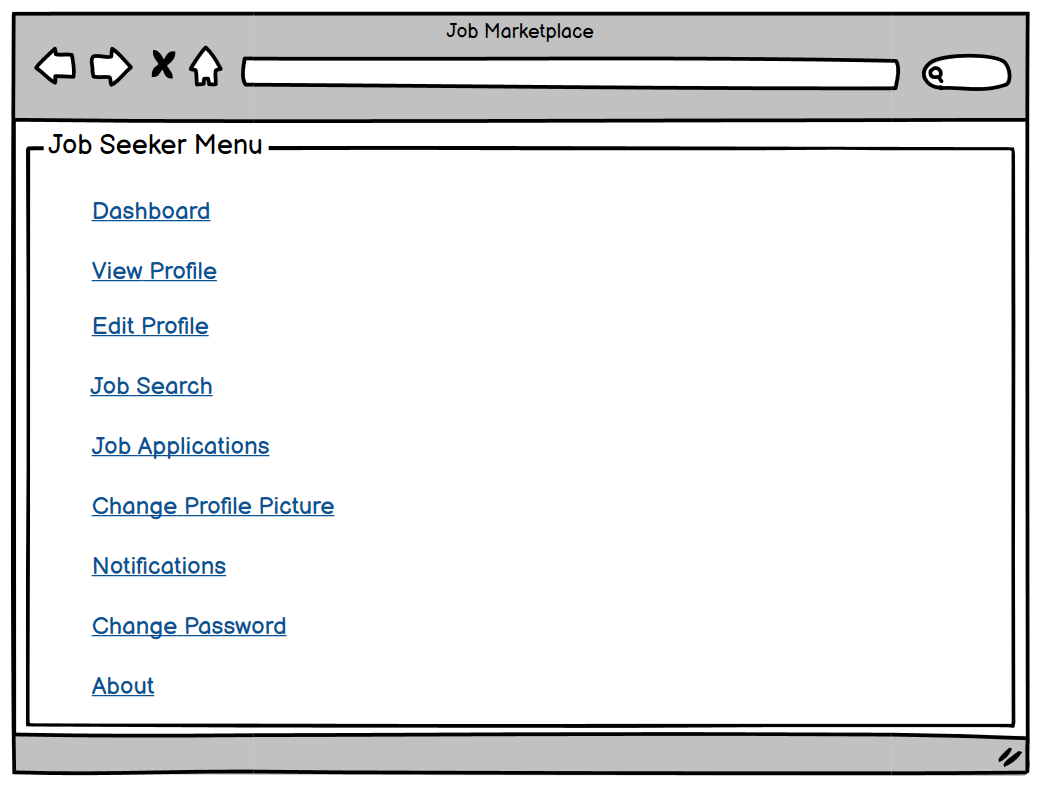 Job Marketplace
Job Seeker Menu
Dashboard
View Profile
Edit Profile
Job Search
Job Applications
Change Profile Picture
Notifications
Change Password
About